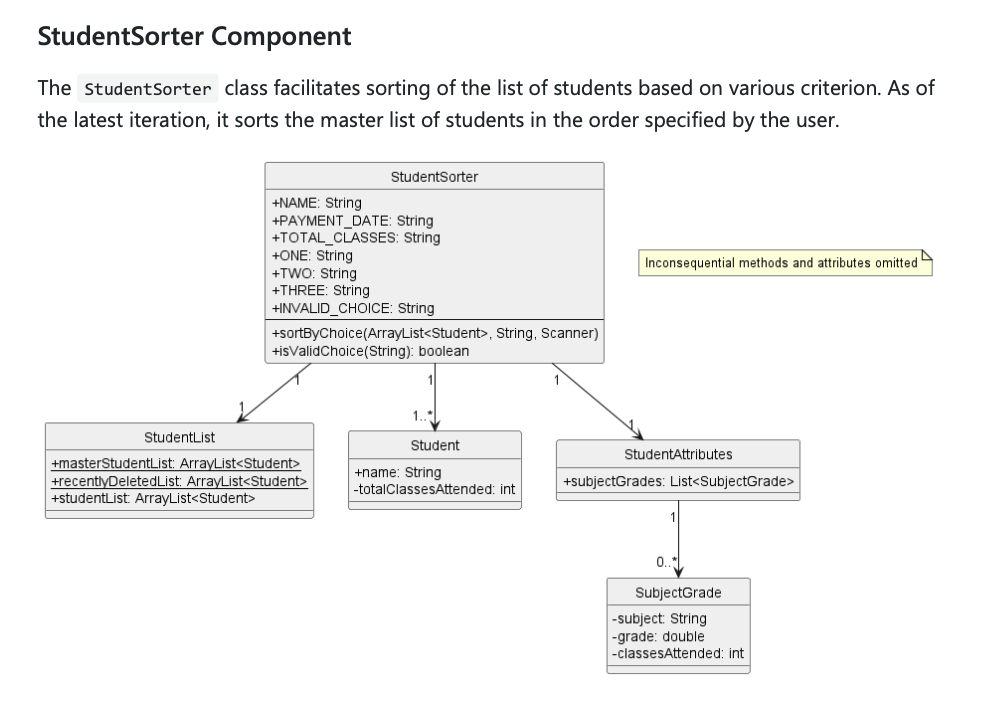 StudentSorter Component
The StudentSorter class facilitates sorting of the list of students based on various criterion. As of
the latest iteration, it sorts the master list of students in the order specified by the user.
StudentSorter
+NAME: String
+PAYMENT_DATE: String
+TOTAL_CLASSES: String
+ONE: String
+TWO: String
+THREE: String
+INVALID_CHOICE: String
+sortByChoice(ArrayList<Student>, String, Scanner)
+isValidChoice(String): boolean
Inconsequential methods and attributes omitted
1
1
1
1
1..*
1
StudentList
+masterStudentList: ArrayList<Student>
+recentlyDeletedList: ArrayList<Student>
+studentList: ArrayList<Student>
Student
+name: String
-totalClassesAttended: int
StudentAttributes
+subjectGrades: List<SubjectGrade>
1
0..*
SubjectGrade
-subject: String
-grade: double
-classesAttended: int